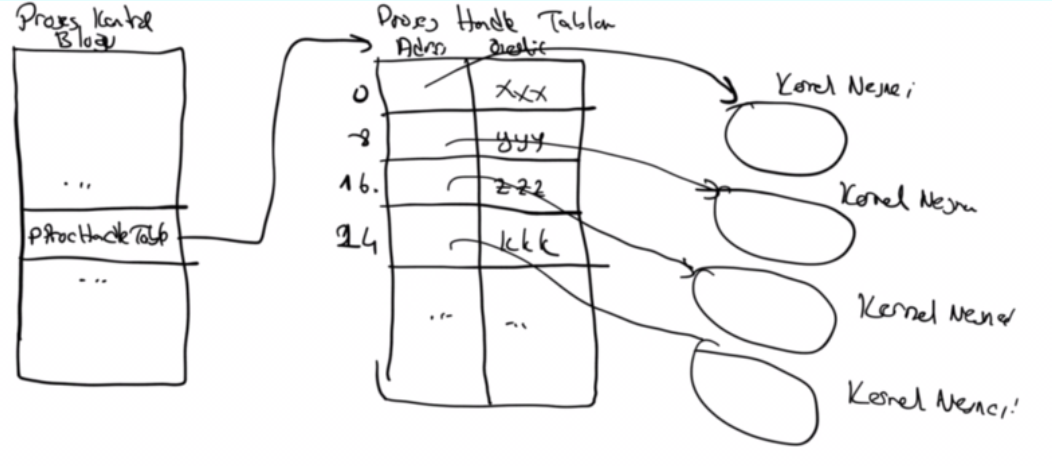 Proses Kontrol
Bloğu
...
pProcHandleTable
...
Proses Handle Tablosu
Adres
0 xxx
8 yyy
16. zzz
24 kkk
... ...
Kernel Nesnesi
Kernel Nesnesi
Kernel Nesnesi
Kernel Nesnesi